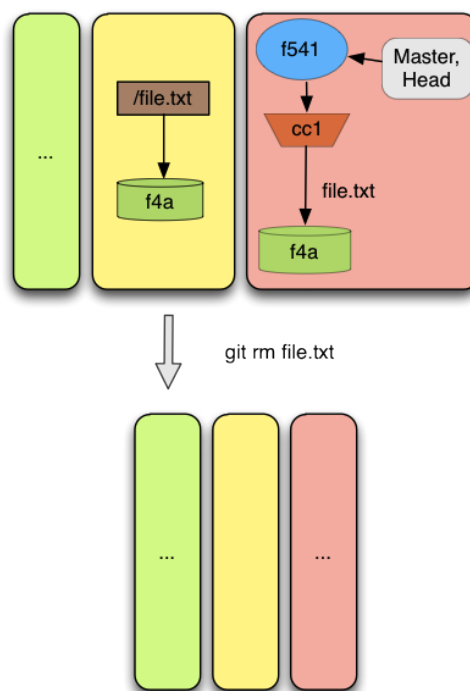 f541
Master,
Head
/file.txt
cc1
...
file.txt
f4a
f4a
git rm file.txt
...
...